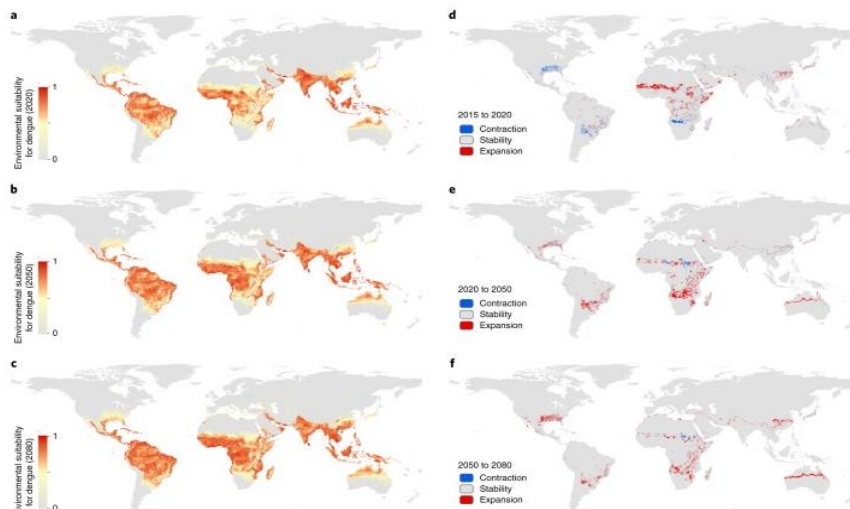 a
Environmental suitability
for dengue (2020)
1
0
d
2015 to 2020
Contraction
Stability
Expansion
b
Environmental suitability
for dengue (2050)
1
0
e
2020 to 2050
Contraction
Stability
Expansion
c
Environmental suitability
for dengue (2080)
1
0
f
2050 to 2080
Contraction
Stability
Expansion